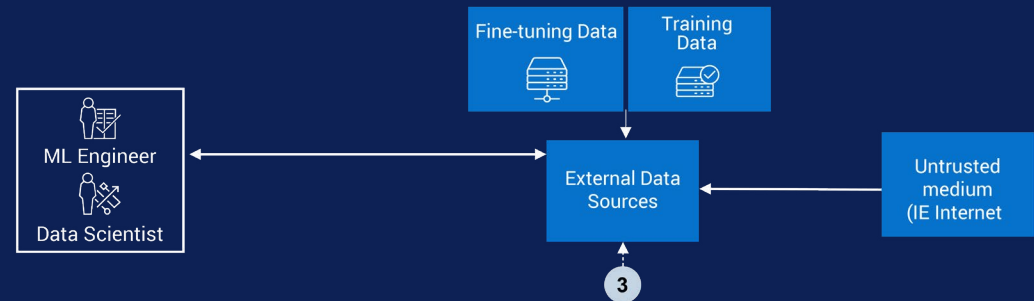 Fine-tuning Data
Training
Data
ML Engineer
Data Scientist
External Data
Sources
Untrusted
medium
(IE Internet
3